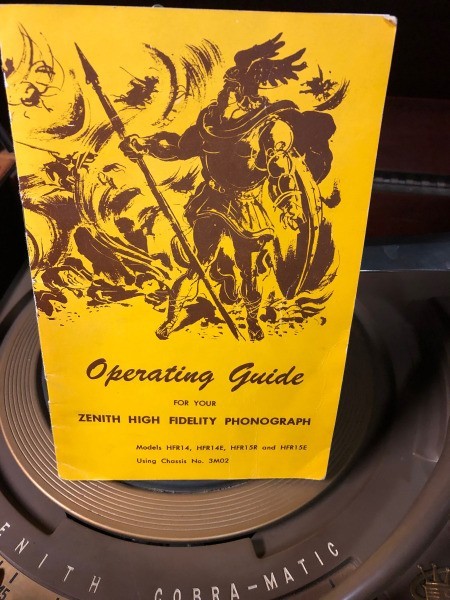 Operating Guide
FOR YOUR
ZENITH HIGH FIDELITY PHONOGRAPH
Models HFR14, HFR14E, HFR15R and HFR15E
Using Chassis No. 3M02
ENITH COBRA-MATIC